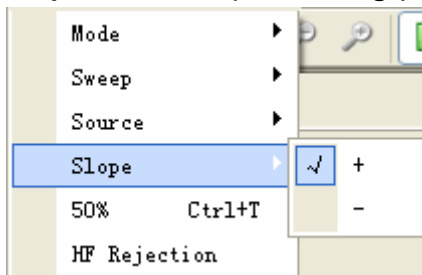 Mode
Sweep
Source
Slope
+
50% Ctrl+T
-
HF Rejection